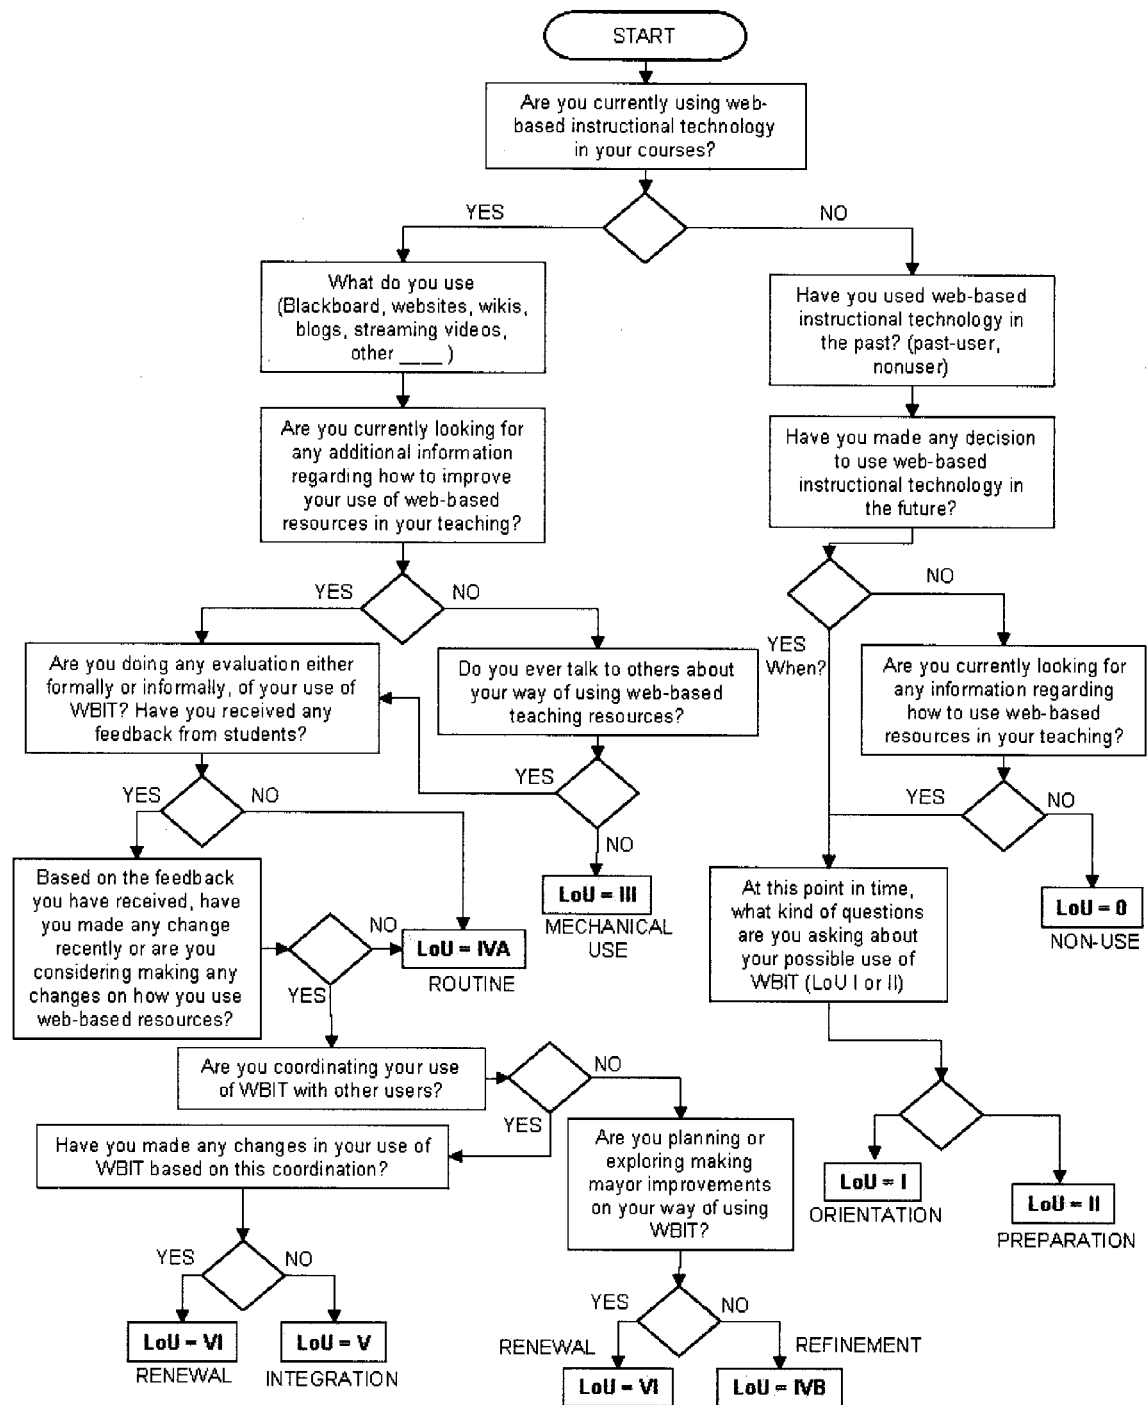 START
Are you currently using web-
based instructional technology
in your courses?
YES
NO
What do you use
(Blackboard, websites, wikis,
blogs, streaming videos,
other ____ )
Have you used web-based
instructional technology in
the past? (past-user,
nonuser)
Are you currently looking for
any additional information
regarding how to improve
your use of web-based
resources in your teaching?
Have you made any decision
to use web-based
instructional technology in
the future?
YES
NO
NO
YES
When?
Are you doing any evaluation either
formally or informally, of your use of
WBIT? Have you received any
feedback from students?
Do you ever talk to others about
your way of using web-based
teaching resources?
Are you currently looking for
any information regarding
how to use web-based
resources in your teaching?
YES
NO
YES
NO
YES
NO
Based on the feedback
you have received, have
you made any change
recently or are you
considering making any
changes on how you use
web-based resources?
NO
YES
LoU = IVA
ROUTINE
LoU = III
MECHANICAL
USE
At this point in time,
what kind of questions
are you asking about
your possible use of
WBIT (LoU I or II)
LoU = 0
NON-USE
Are you coordinating your use
of WBIT with other users?
NO
YES
Have you made any changes in your use of
WBIT based on this coordination?
Are you planning or
exploring making
mayor improvements
on your way of using
WBIT?
LoU = I
ORIENTATION
LoU = II
PREPARATION
YES
NO
LoU = VI
RENEWAL
LoU = V
INTEGRATION
YES
NO
RENEWAL
REFINEMENT
LoU = VI
LoU = IVB